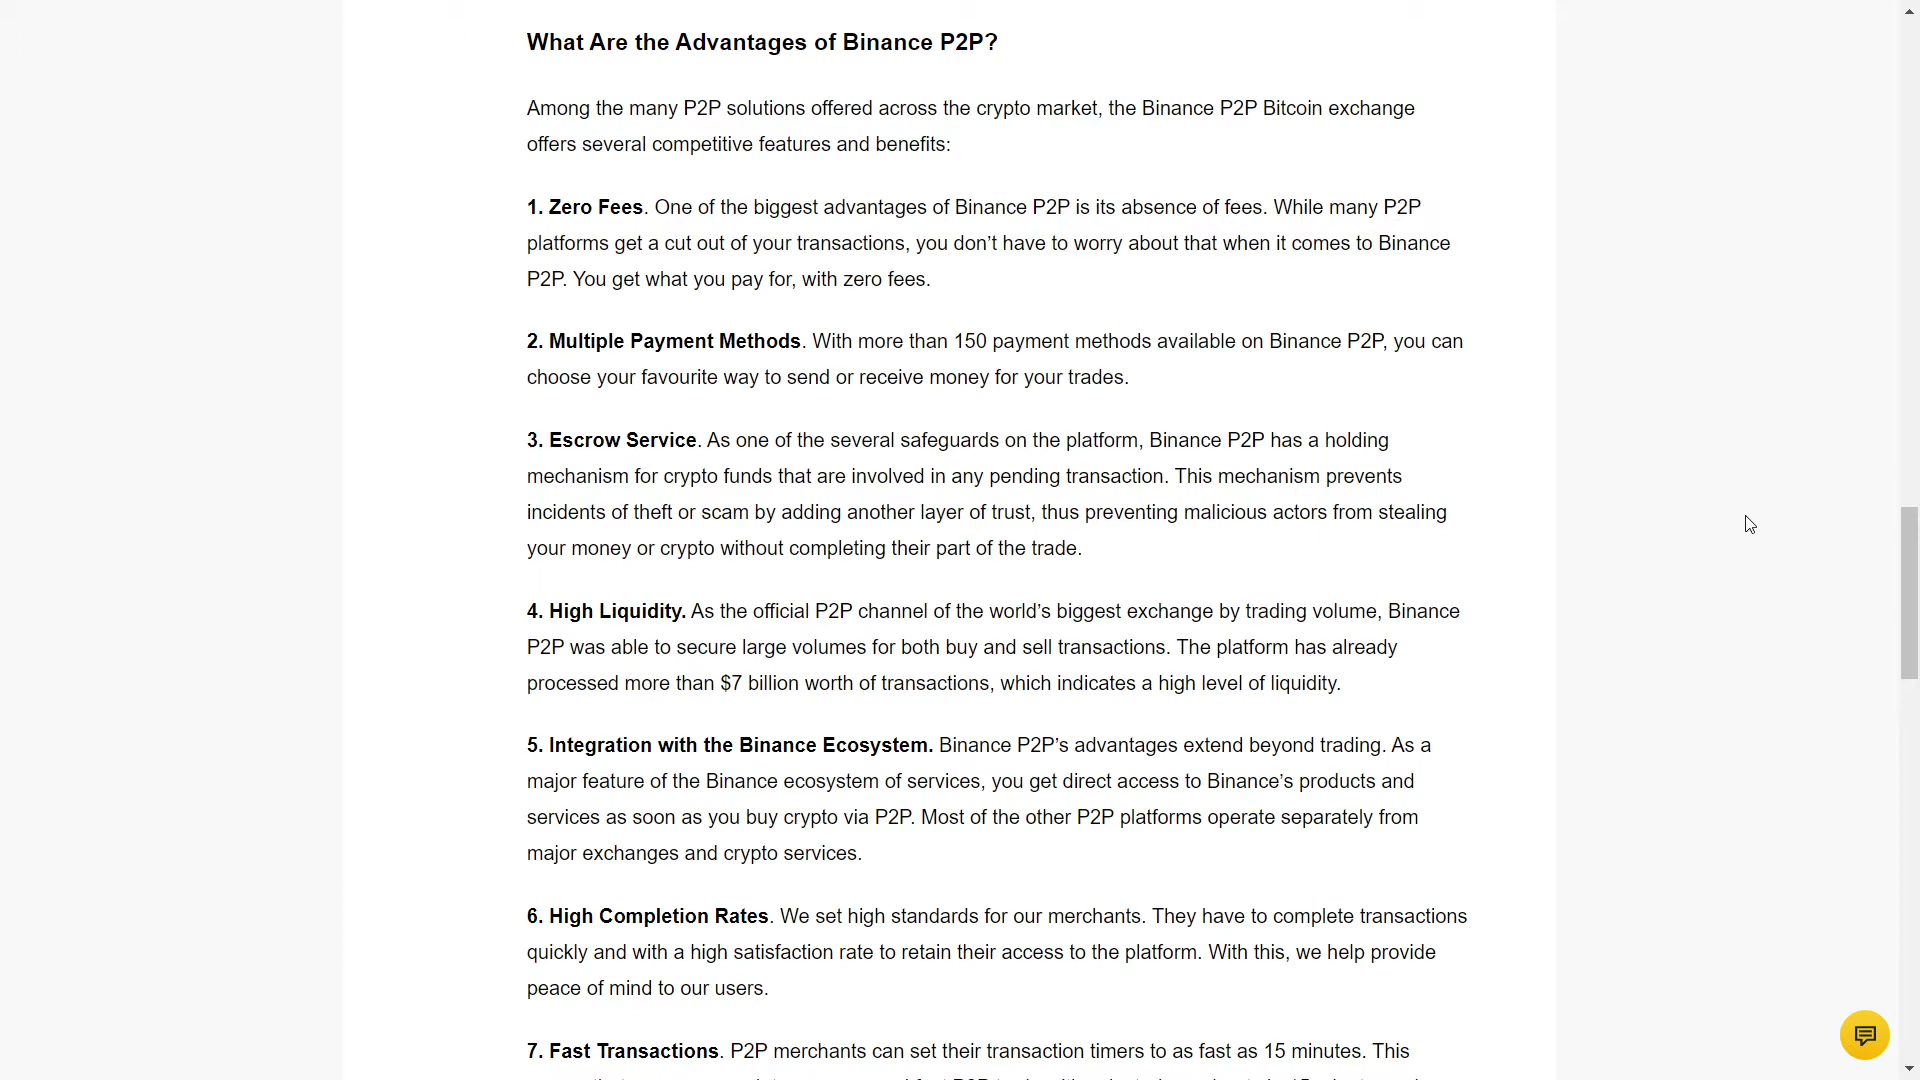 What Are the Advantages of Binance P2P?
Among the many P2P solutions offered across the crypto market, the Binance P2P Bitcoin exchange
offers several competitive features and benefits:
1. Zero Fees. One of the biggest advantages of Binance P2P is its absence of fees. While many P2P
platforms get a cut out of your transactions, you don’t have to worry about that when it comes to Binance
P2P. You get what you pay for, with zero fees.
2. Multiple Payment Methods. With more than 150 payment methods available on Binance P2P, you can
choose your favourite way to send or receive money for your trades.
3. Escrow Service. As one of the several safeguards on the platform, Binance P2P has a holding
mechanism for crypto funds that are involved in any pending transaction. This mechanism prevents
incidents of theft or scam by adding another layer of trust, thus preventing malicious actors from stealing
your money or crypto without completing their part of the trade.
4. High Liquidity. As the official P2P channel of the world’s biggest exchange by trading volume, Binance
P2P was able to secure large volumes for both buy and sell transactions. The platform has already
processed more than $7 billion worth of transactions, which indicates a high level of liquidity.
5. Integration with the Binance Ecosystem. Binance P2P’s advantages extend beyond trading. As a
major feature of the Binance ecosystem of services, you get direct access to Binance’s products and
services as soon as you buy crypto via P2P. Most of the other P2P platforms operate separately from
major exchanges and crypto services.
6. High Completion Rates. We set high standards for our merchants. They have to complete transactions
quickly and with a high satisfaction rate to retain their access to the platform. With this, we help provide
peace of mind to our users.
7. Fast Transactions. P2P merchants can set their transaction timers to as fast as 15 minutes. This